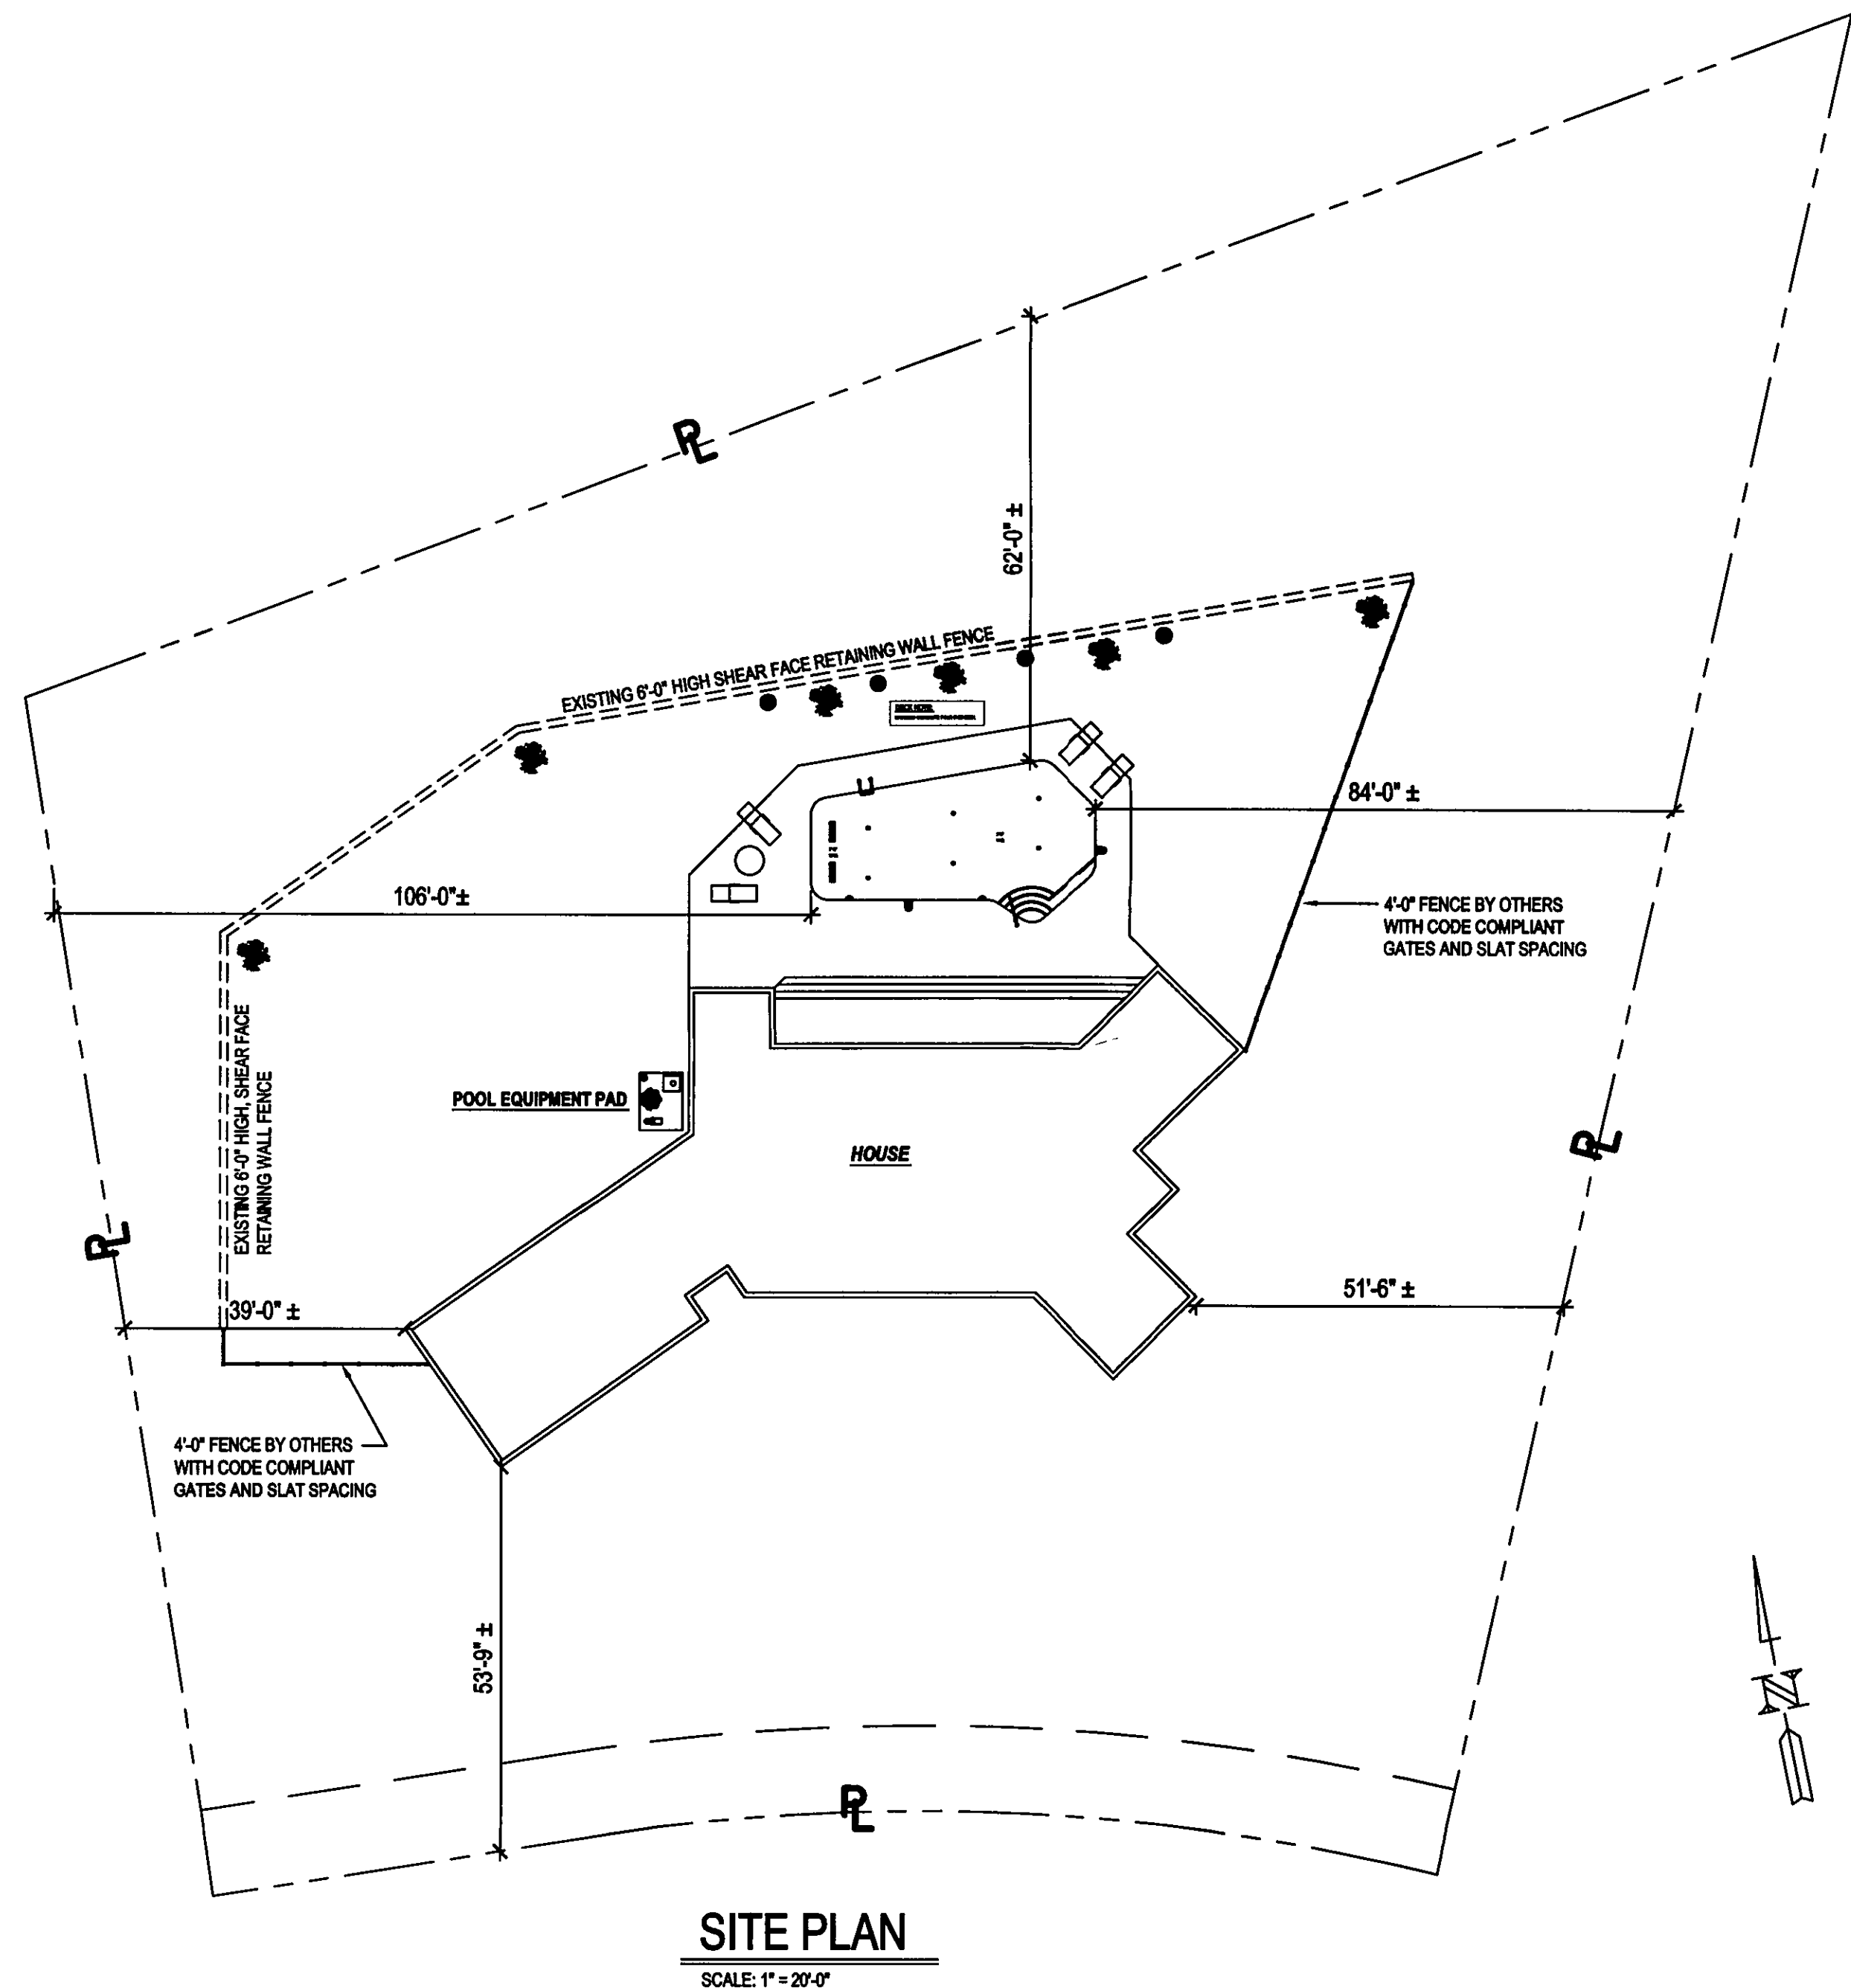 PL
62'-0" ±
EXISTING 6'-0" HIGH SHEAR FACE RETAINING WALL FENCE
84'-0" ±
106'-0"±
4'-0" FENCE BY OTHERS
WITH CODE COMPLIANT
GATES AND SLAT SPACING
EXISTING 6'-0" HIGH, SHEAR FACE
RETAINING WALL FENCE
POOL EQUIPMENT PAD
HOUSE
PL
PL
39'-0" ±
51'-6" ±
4'-0" FENCE BY OTHERS
WITH CODE COMPLIANT
GATES AND SLAT SPACING
53'-9" ±
N
PL
SITE PLAN
SCALE: 1" = 20'-0"